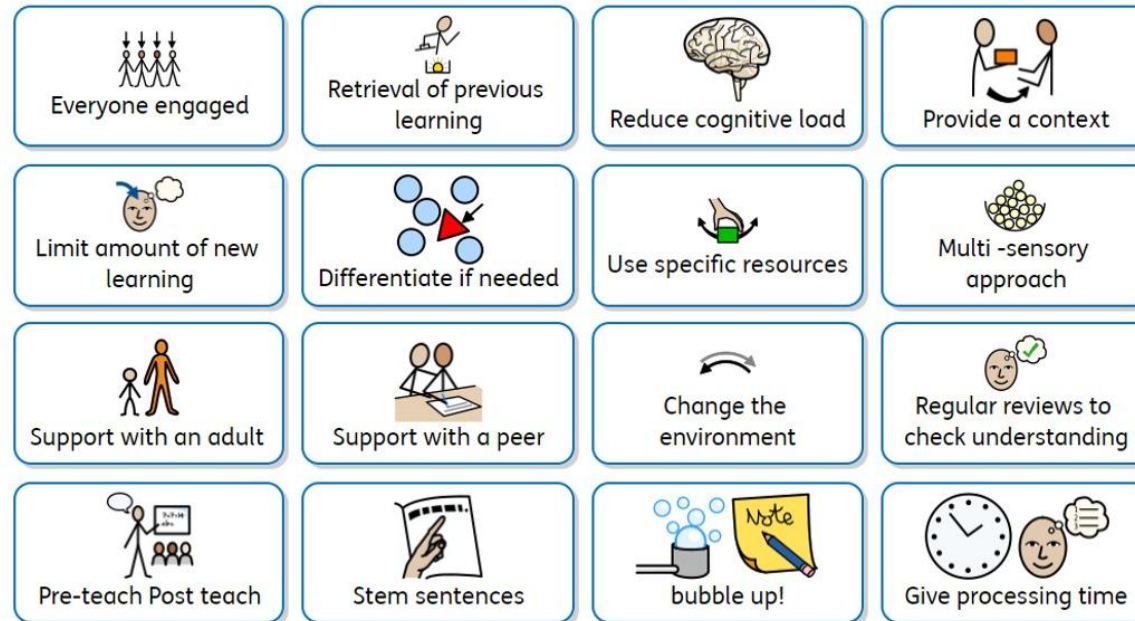 Everyone engaged
Retrieval of previous
learning
Reduce cognitive load
Provide a context
Limit amount of new
learning
Differentiate if needed
Use specific resources
Multi -sensory
approach
Support with an adult
Support with a peer
Change the
environment
Regular reviews to
check understanding
Pre-teach Post teach
Stem sentences
Note
bubble up!
Give processing time